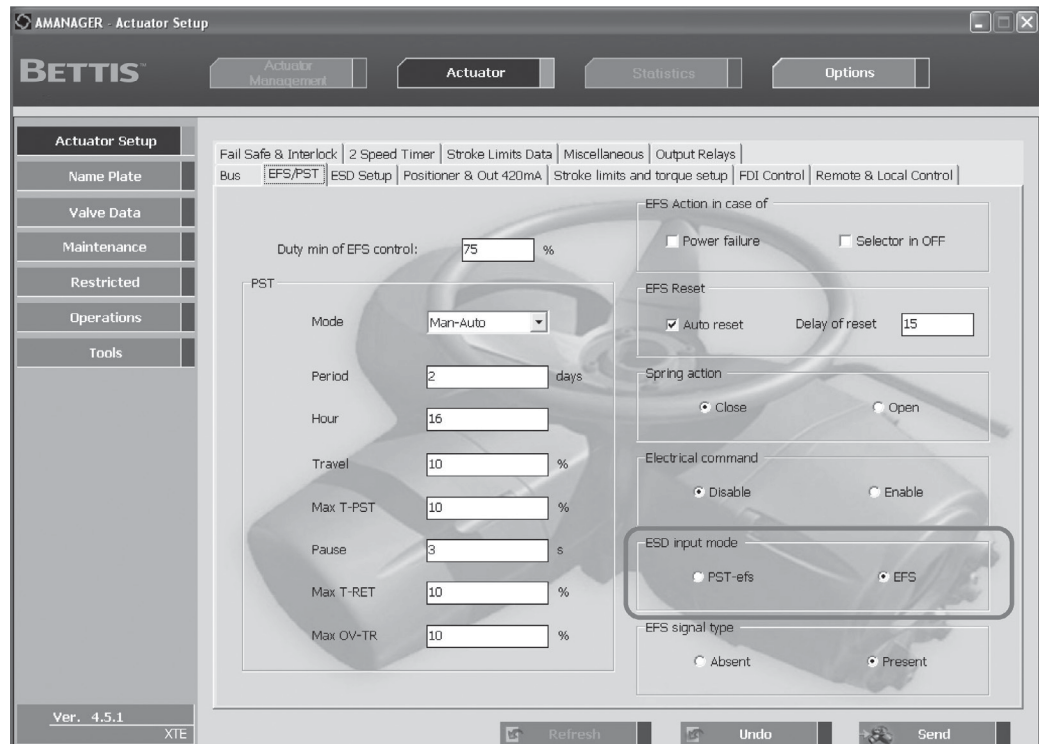 AMANAGER - Actuator Setup
BETTIS™
Actuator Management
Actuator
Statistics
Options
Actuator Setup
Name Plate
Valve Data
Maintenance
Restricted
Operations
Tools
Fail Safe & Interlock
2 Speed Timer
Stroke Limits Data
Miscellaneous
Output Relays
Bus
EFS/PST
ESD Setup
Positioner & Out 420mA
Stroke limits and torque setup
FDI Control
Remote & Local Control
Duty min of EFS control: 75 %
PST
Mode Man-Auto
Period 2 days
Hour 16
Travel 10 %
Max T-PST 10 %
Pause 3 s
Max T-RET 10 %
Max OV-TR 10 %
EFS Action in case of
Power failure Selector in OFF
EFS Reset
Auto reset Delay of reset 15
Spring action
Close Open
Electrical command
Disable Enable
ESD input mode
PST-efs EFS
EFS signal type
Absent Present
Ver. 4.5.1
XTE
Refresh
Undo
Send